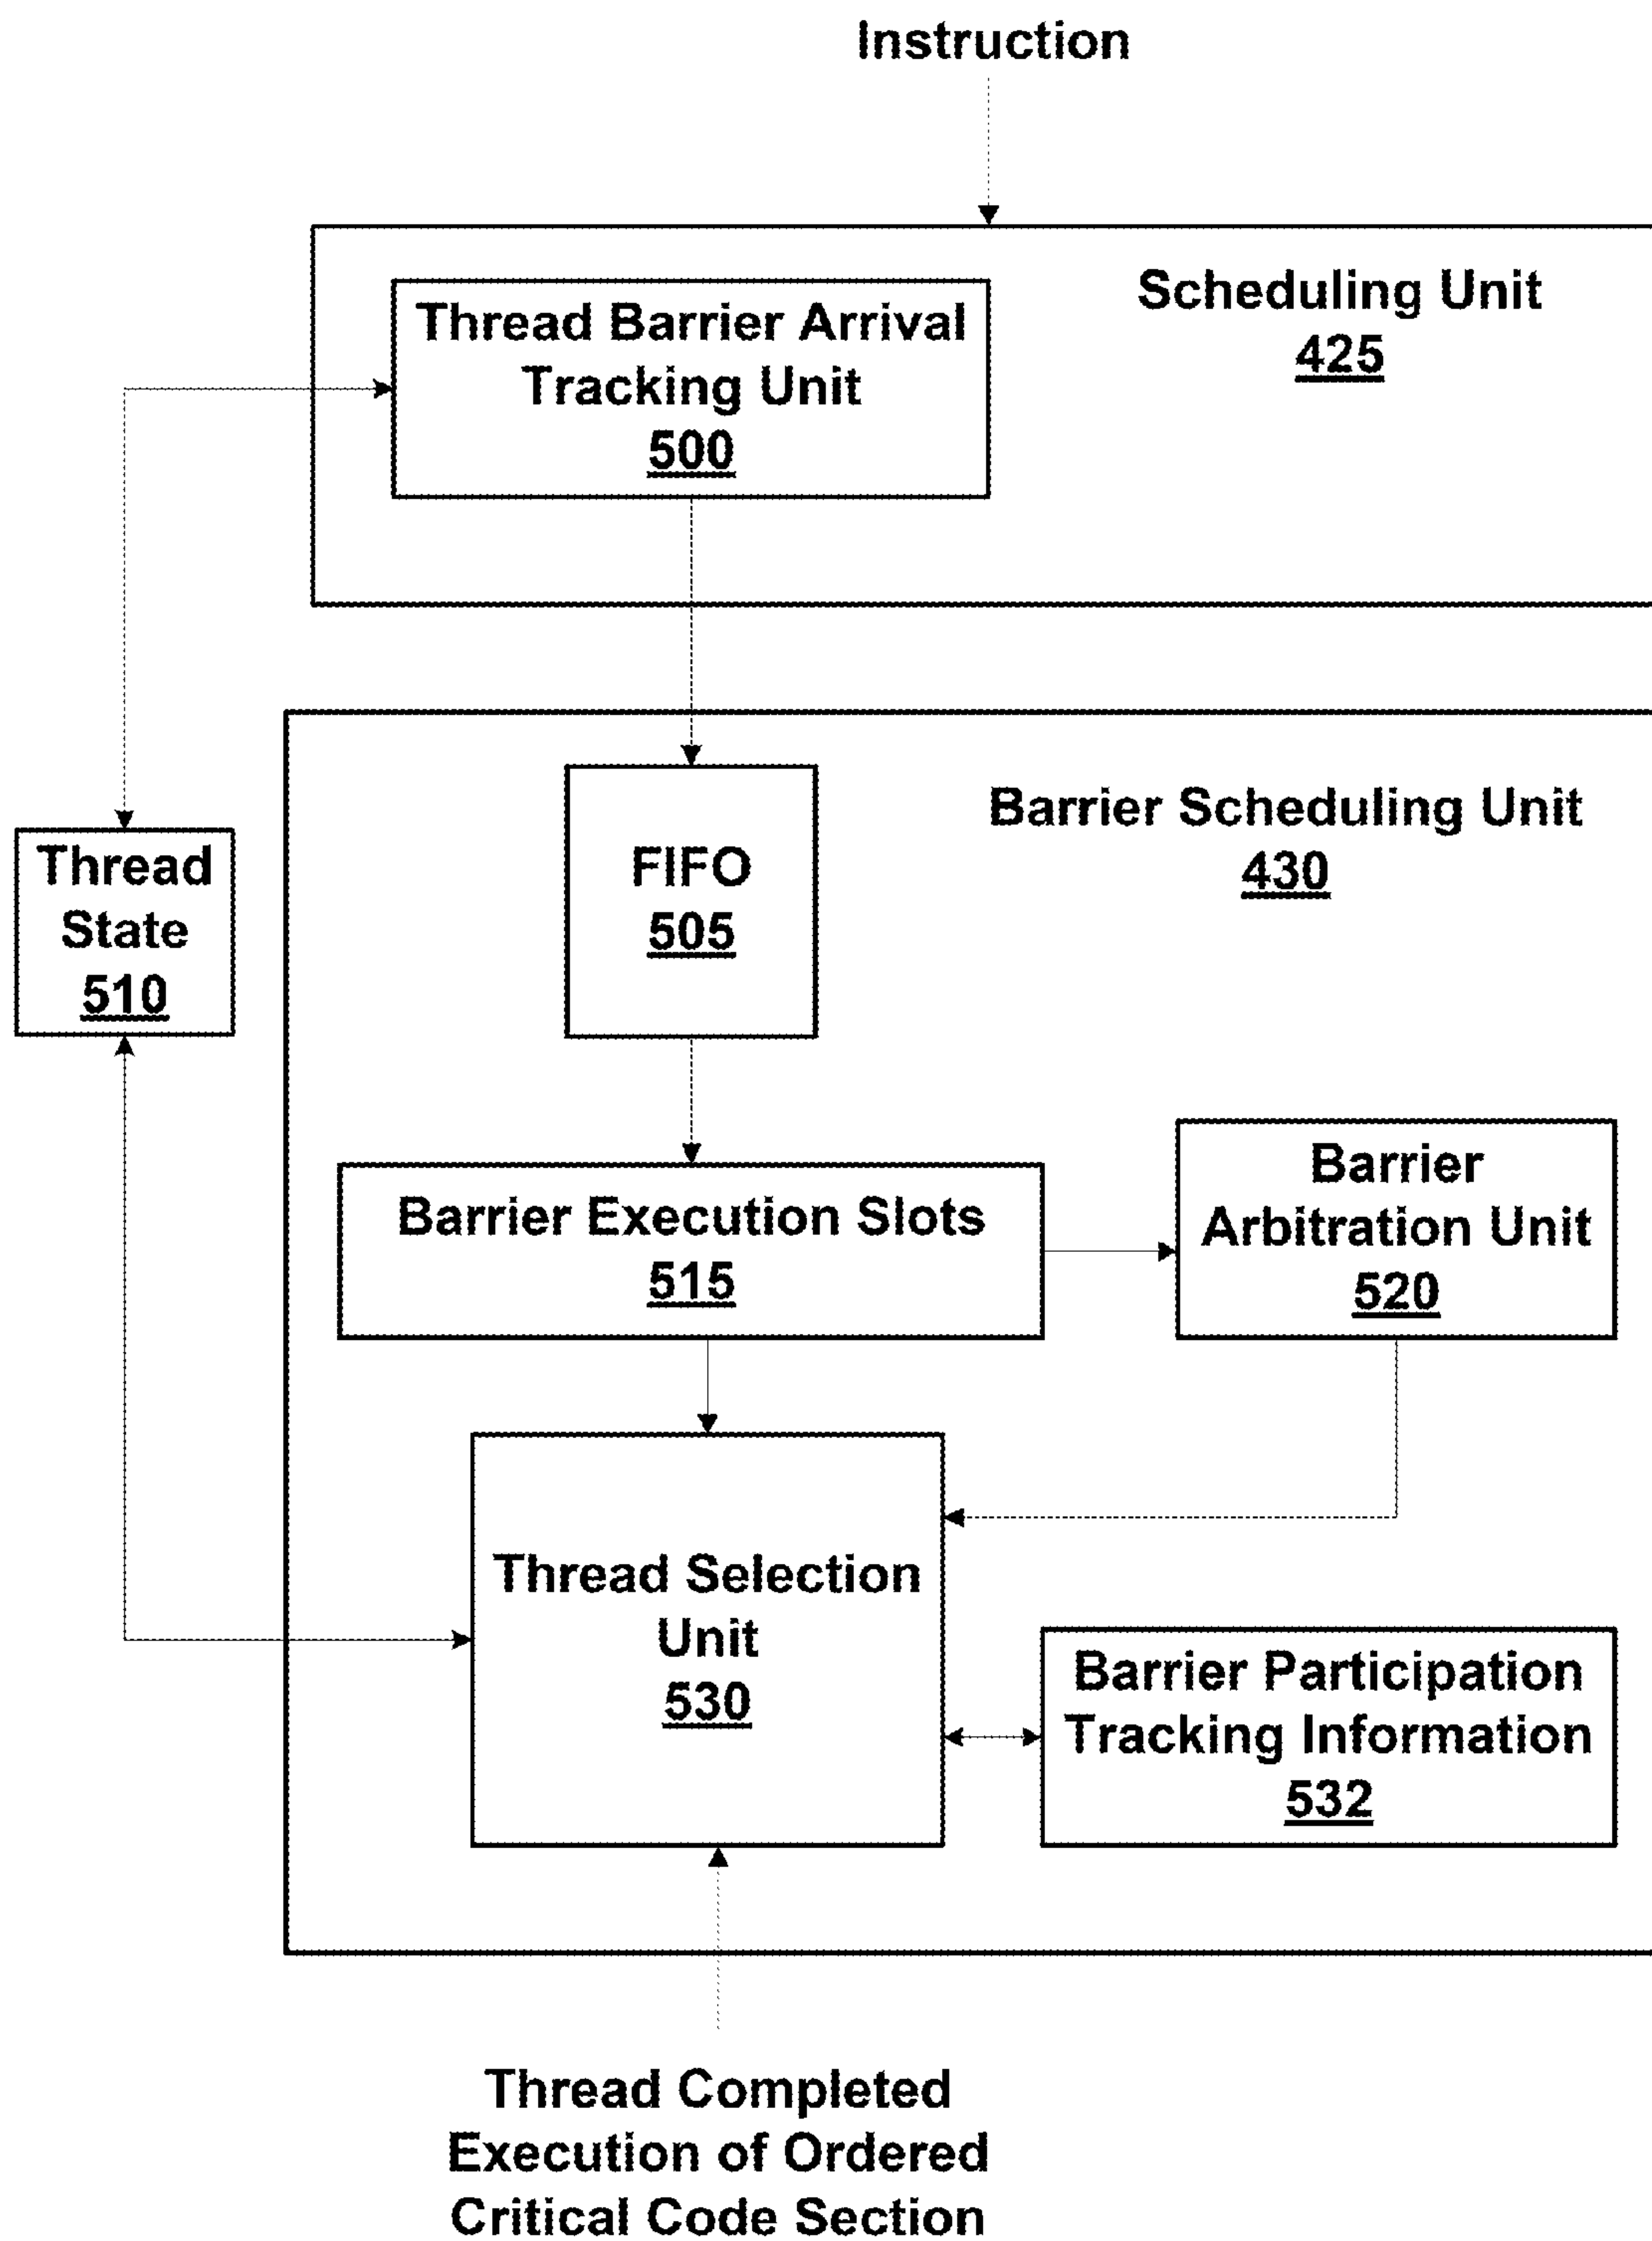 Instruction
Scheduling Unit
425
Thread Barrier Arrival
Tracking Unit
500
Barrier Scheduling Unit
430
FIFO
505
Thread
State
510
Barrier Execution Slots
515
Barrier
Arbitration Unit
520
Thread Selection
Unit
530
Barrier Participation
Tracking Information
532
Thread Completed
Execution of Ordered
Critical Code Section